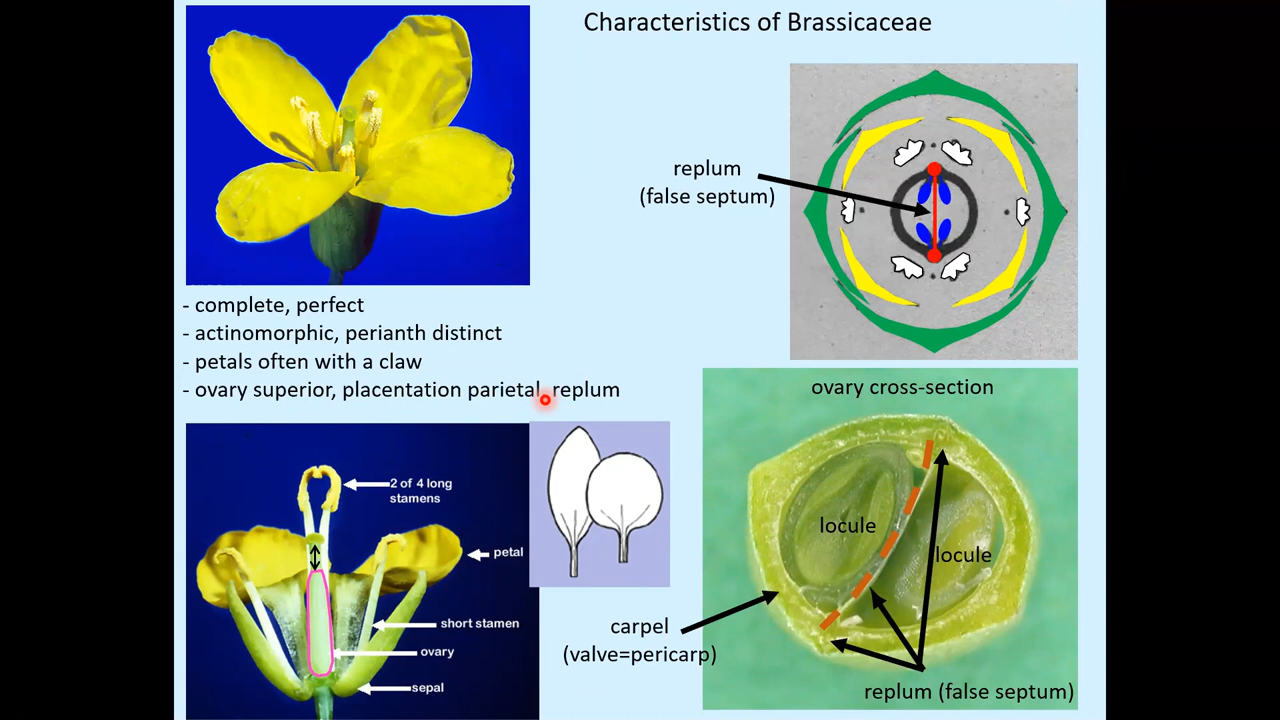 Characteristics of Brassicaceae
replum
(false septum)
- complete, perfect
- actinomorphic, perianth distinct
- petals often with a claw
- ovary superior, placentation parietal, replum
2 of 4 long
stamens
petal
short stamen
ovary
sepal
ovary cross-section
locule
locule
carpel
(valve=pericarp)
replum (false septum)